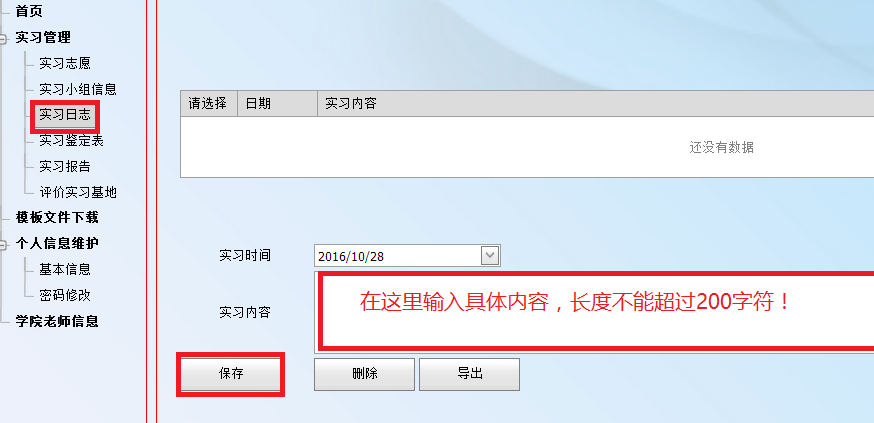 首页
实习管理
实习志愿
实习小组信息
实习日志
实习鉴定表
实习报告
评价实习基地
模板文件下载
个人信息维护
基本信息
密码修改
学院老师信息
请选择 日期 实习内容
还没有数据
实习时间 2016/10/28
实习内容 在这里输入具体内容，长度不能超过200字符！
保存 删除 导出